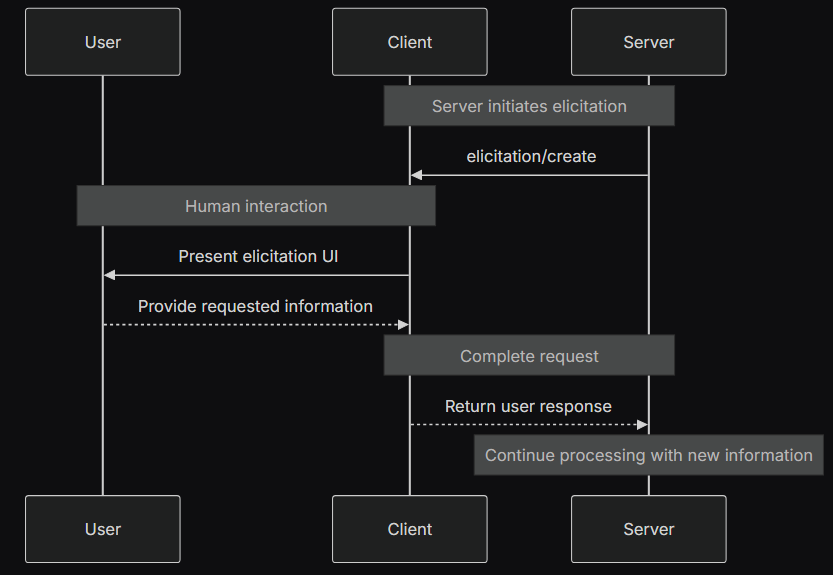 User
Client
Server
Server initiates elicitation
elicitation/create
Human interaction
Present elicitation UI
Provide requested information
Complete request
Return user response
Continue processing with new information
User
Client
Server